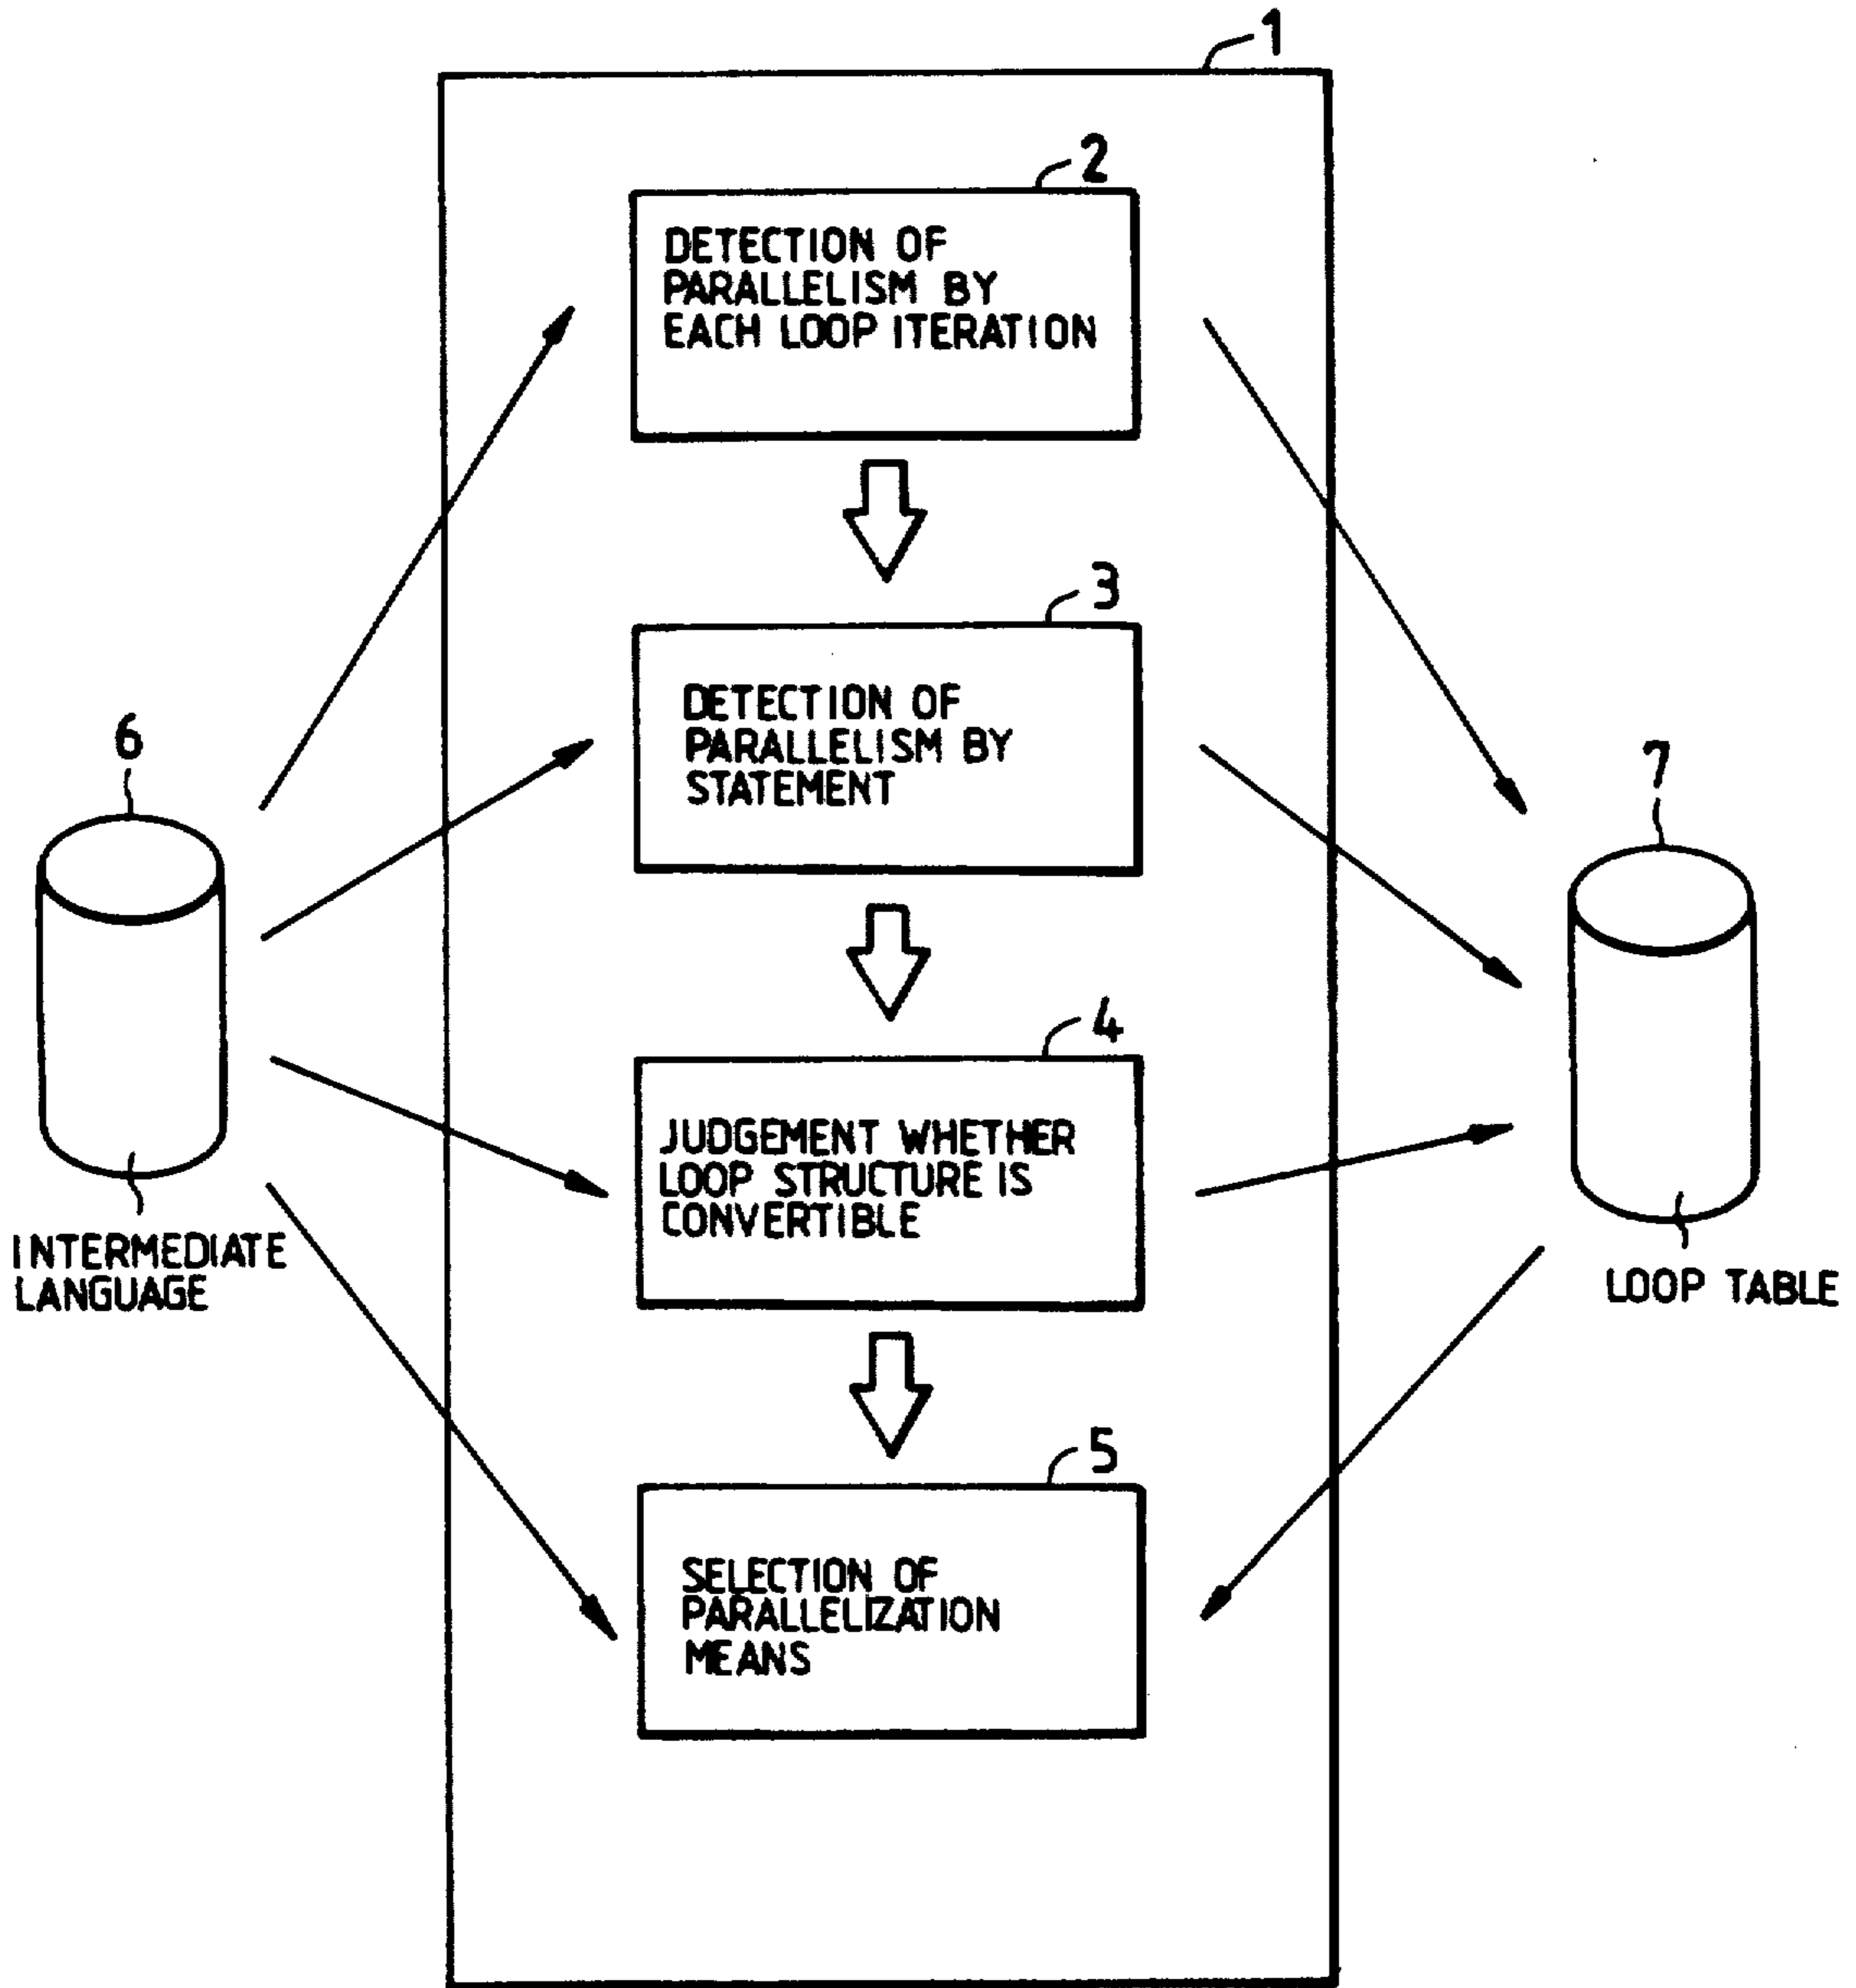 1
2
DETECTION OF
PARALLELISM BY
EACH LOOP ITERATION
3
DETECTION OF
PARALLELISM BY
STATEMENT
6
7
4
JUDGEMENT WHETHER
LOOP STRUCTURE IS
CONVERTIBLE
INTERMEDIATE
LANGUAGE
LOOP TABLE
5
SELECTION OF
PARALLELIZATION
MEANS